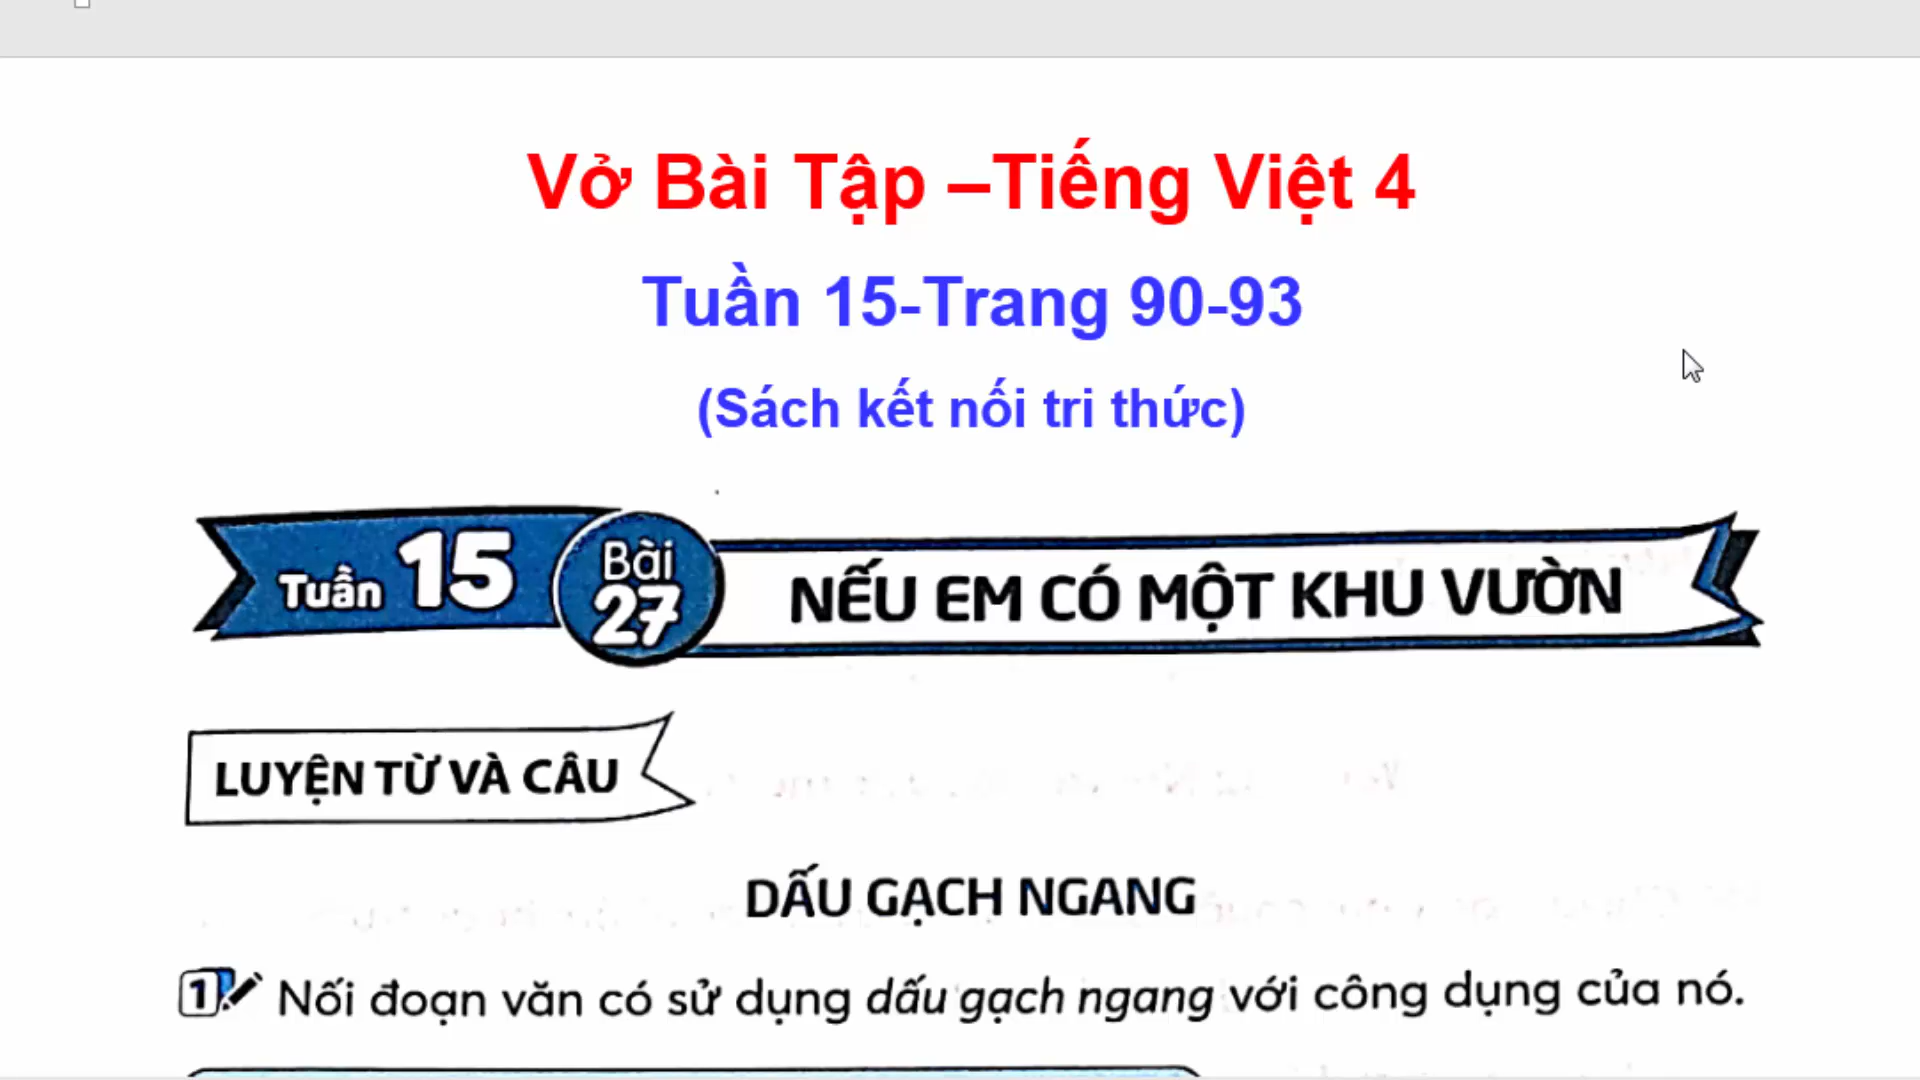 Vở Bài Tập –Tiếng Việt 4
Tuần 15-Trang 90-93
(Sách kết nối tri thức)
Tuần 15 Bài 27 NẾU EM CÓ MỘT KHU VƯỜN
LUYỆN TỪ VÀ CÂU
DẤU GẠCH NGANG
1 Nối đoạn văn có sử dụng dấu gạch ngang với công dụng của nó.